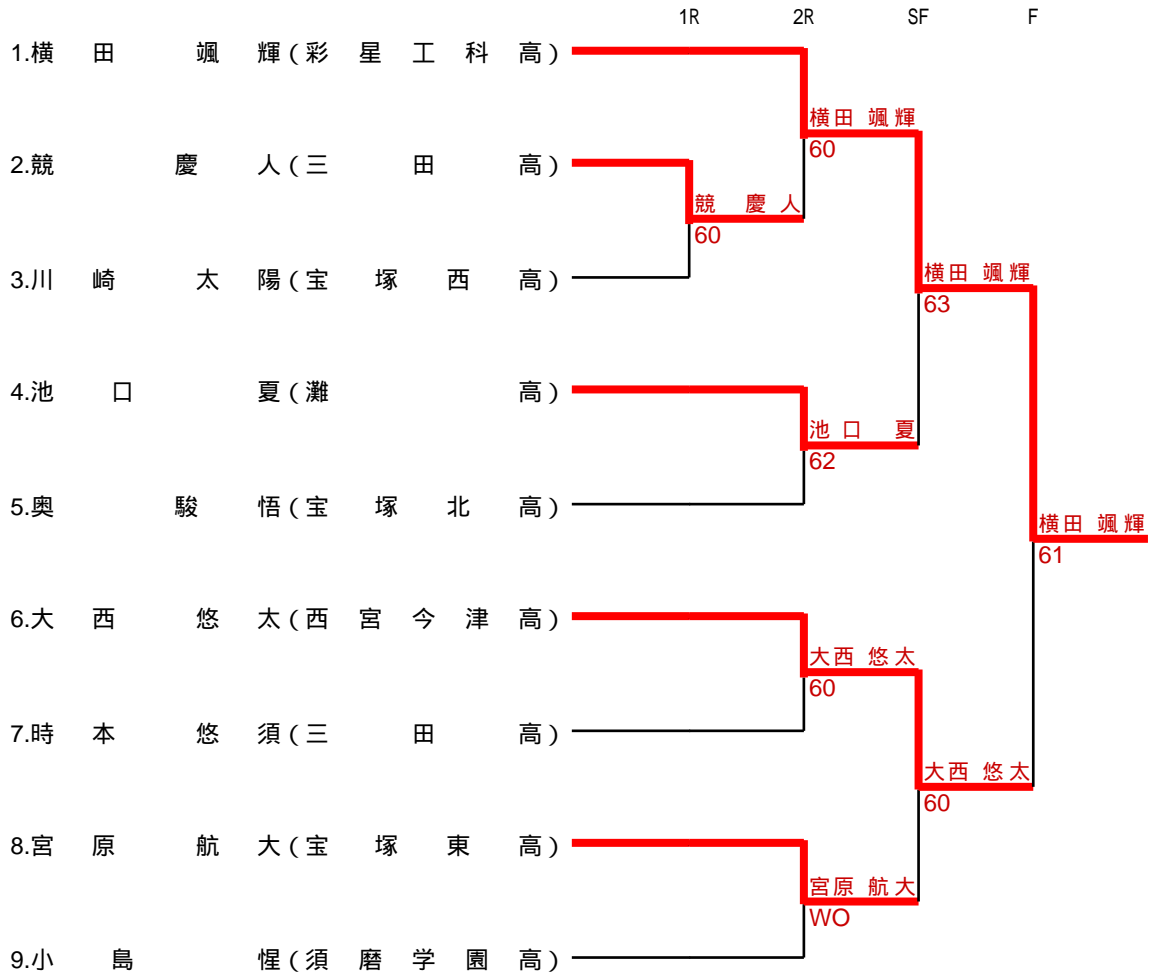 1R 2R SF F
1.横田 颯輝(彩星工科高)
横田 颯輝
60
2.競 慶人(三田高)
競 慶人
60
3.川崎 太陽(宝塚西高)
横田 颯輝
63
4.池口 夏(灘高)
池口 夏
62
5.奥 駿悟(宝塚北高)
横田 颯輝
61
6.大西 悠太(西宮今津高)
大西 悠太
60
7.時本 悠須(三田高)
大西 悠太
60
8.宮原 航大(宝塚東高)
宮原 航大
WO
9.小島 惺(須磨学園高)